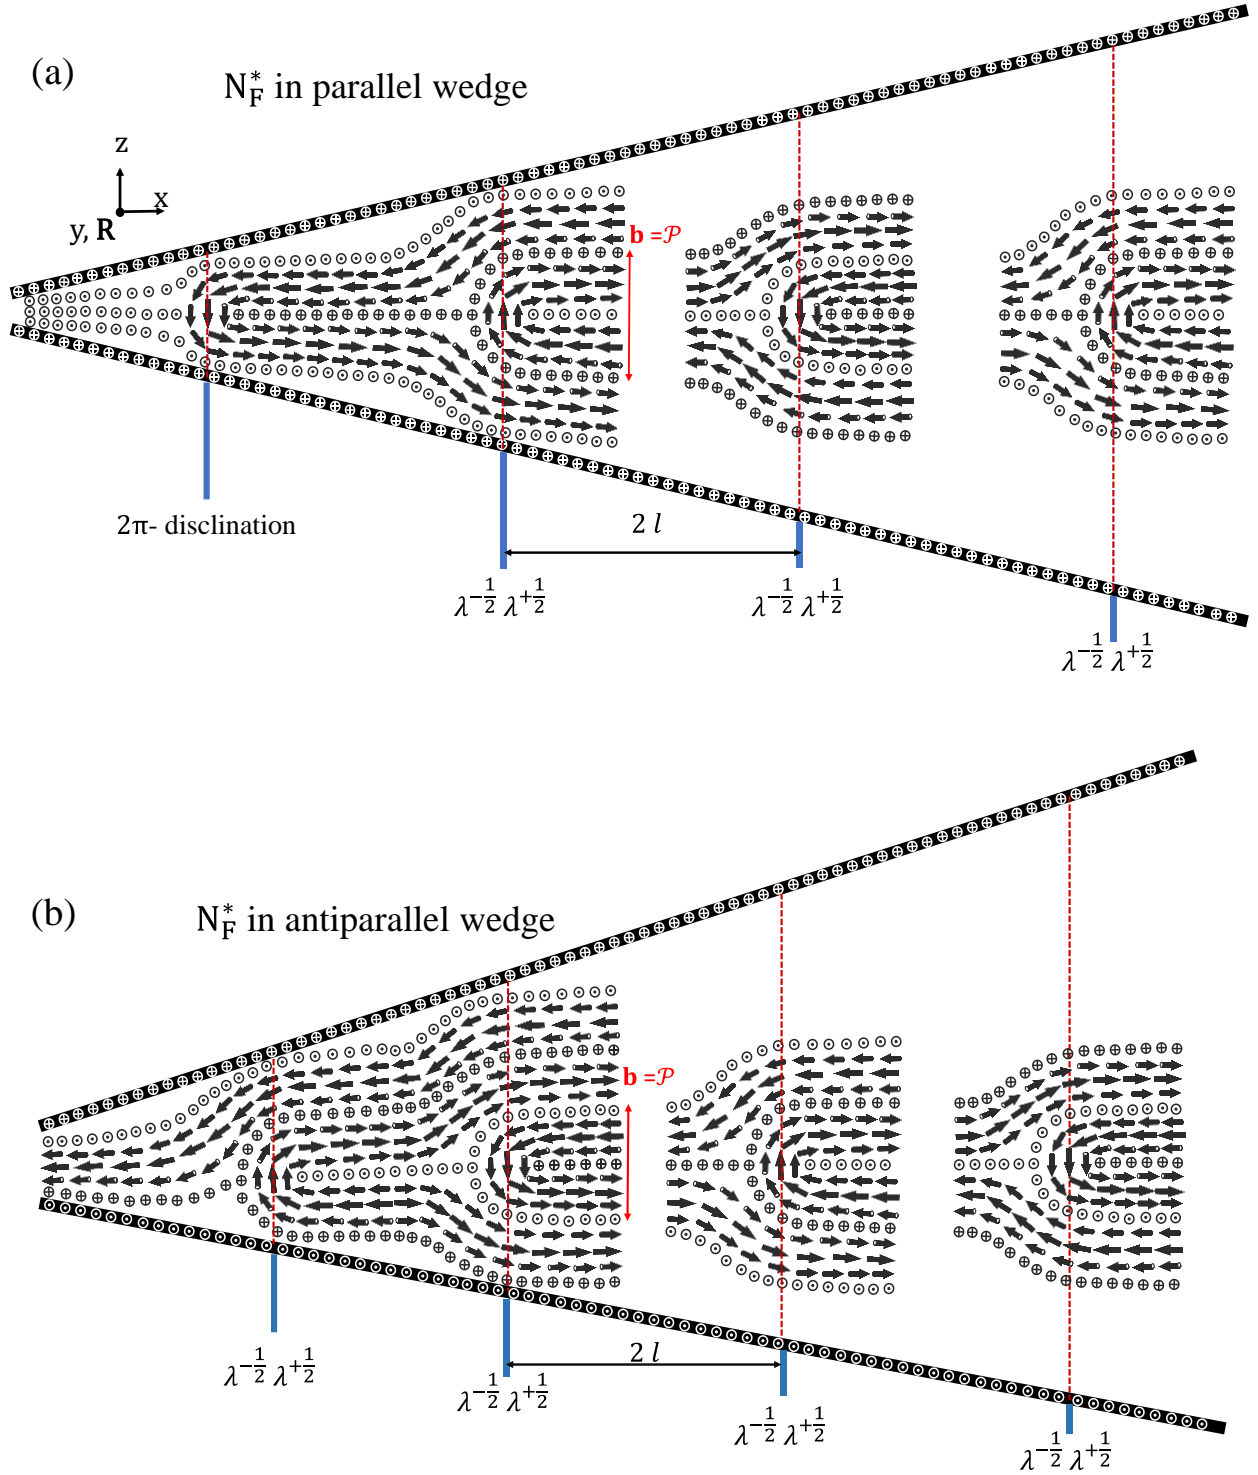 (a)
N*F in parallel wedge
z
x
y, R
b =𝒫
2π- disclination
2 l
λ^-1/2 λ^+1/2
λ^-1/2 λ^+1/2
λ^-1/2 λ^+1/2
(b)
N*F in antiparallel wedge
b =𝒫
2 l
λ^-1/2 λ^+1/2
λ^-1/2 λ^+1/2
λ^-1/2 λ^+1/2
λ^-1/2 λ^+1/2